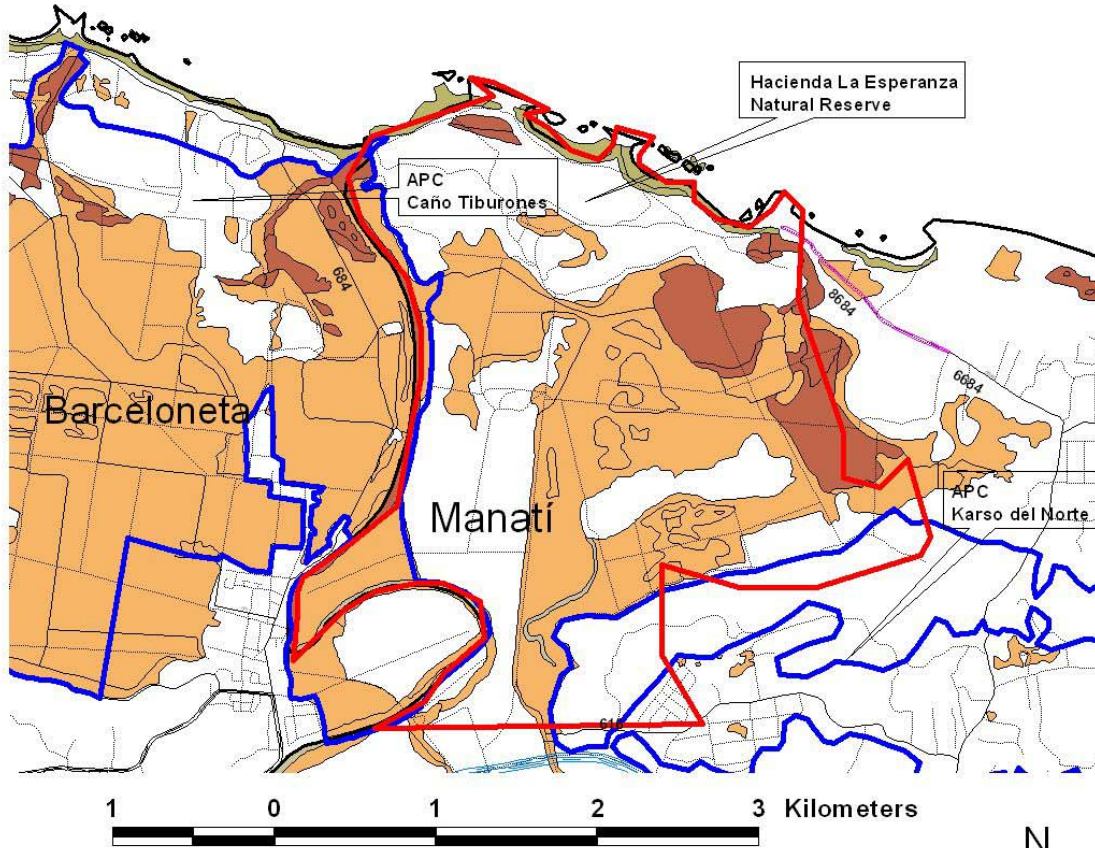 Hacienda La Esperanza
Natural Reserve
APC
Caño Tiburones
684
8684
6684
Barceloneta
Manatí
APC
Karso del Norte
616
1 0 1 2 3 Kilometers
N